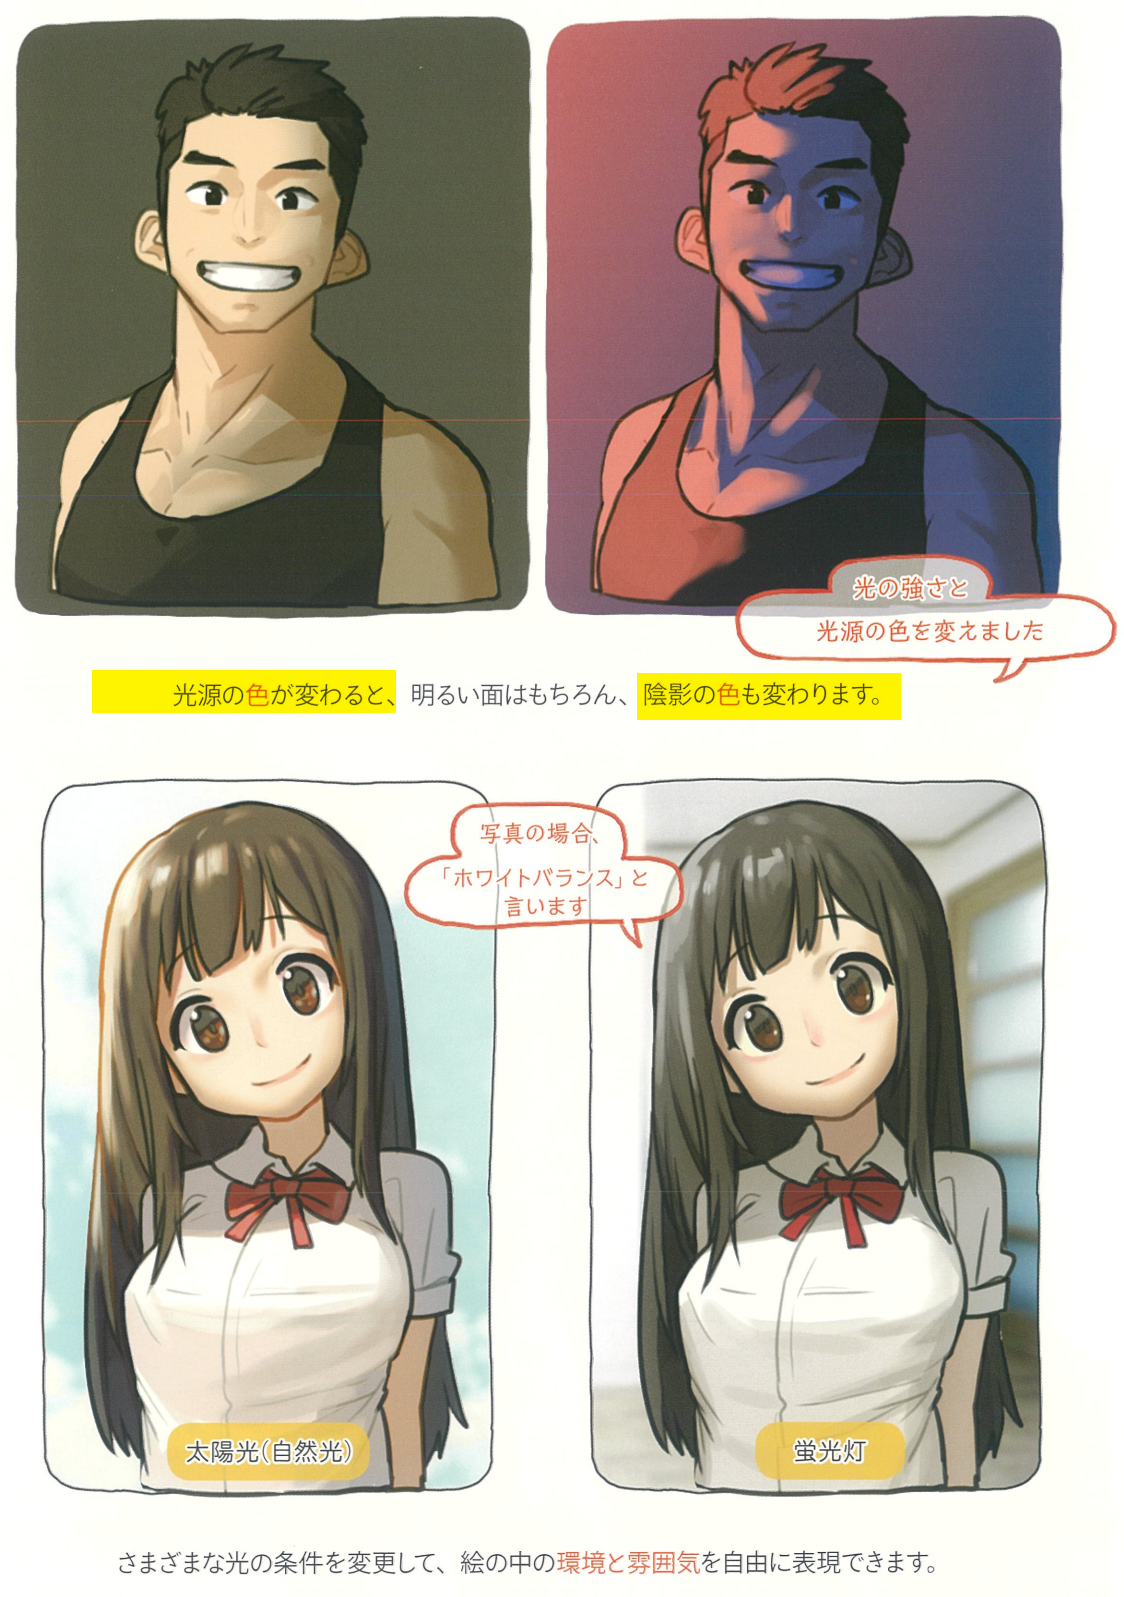 光の強さと
光源の色を変えました
光源の色が変わると、明るい面はもちろん、陰影の色も変わります。
写真の場合、
「ホワイトバランス」と
言います
太陽光(自然光)
蛍光灯
さまざまな光の条件を変更して、絵の中の環境と雰囲気を自由に表現できます。